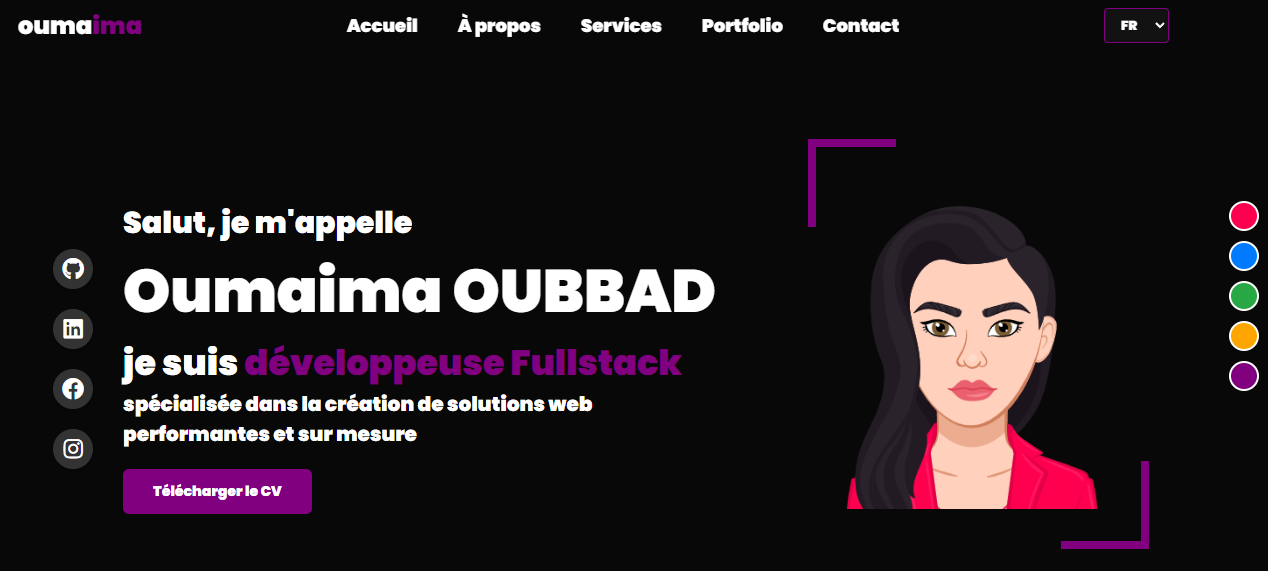 oumaima
Accueil
À propos
Services
Portfolio
Contact
FR
Salut, je m'appelle
Oumaima OUBBAD
je suis développeuse Fullstack
spécialisée dans la création de solutions web
performantes et sur mesure
Télécharger le CV
in